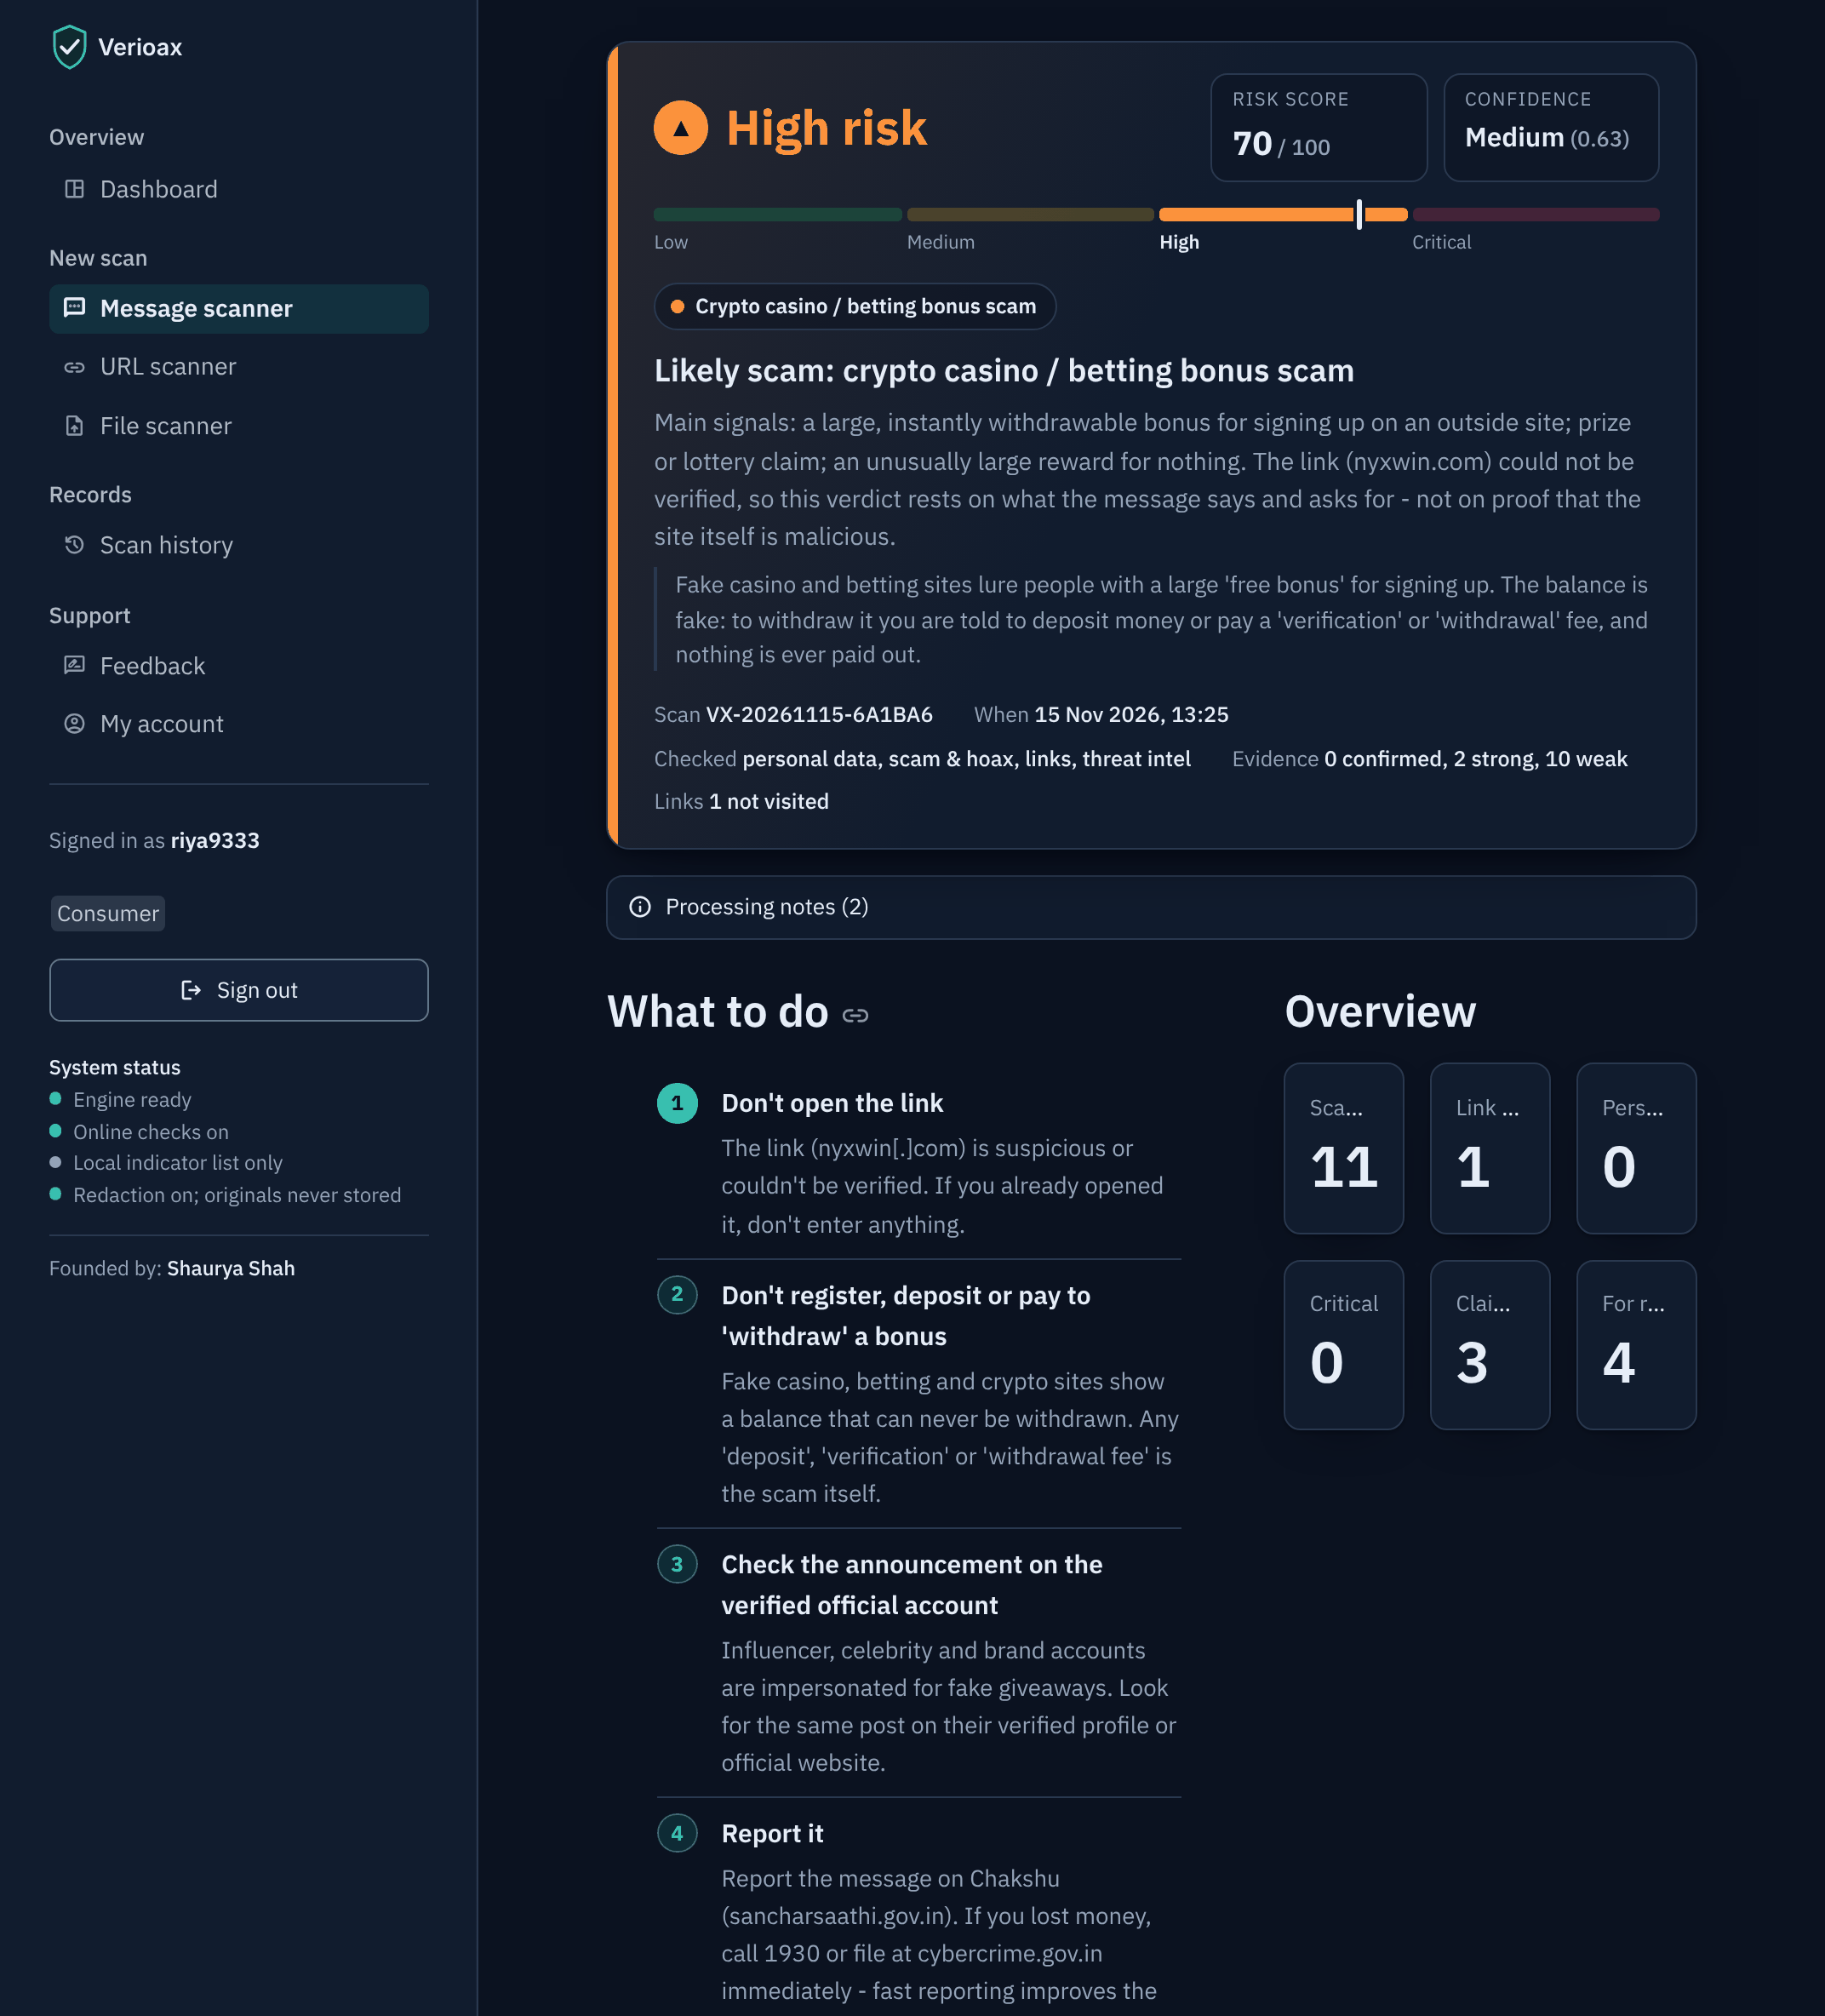 Verioax
Overview
Dashboard
New scan
Message scanner
URL scanner
File scanner
Records
Scan history
Support
Feedback
My account
Signed in as riya9333
Consumer
Sign out
System status
Engine ready
Online checks on
Local indicator list only
Redaction on; originals never stored
Founded by: Shaurya Shah
High risk
RISK SCORE
70 / 100
CONFIDENCE
Medium (0.63)
Low
Medium
High
Critical
Crypto casino / betting bonus scam
Likely scam: crypto casino / betting bonus scam
Main signals: a large, instantly withdrawable bonus for signing up on an outside site; prize
or lottery claim; an unusually large reward for nothing. The link (nyxwin.com) could not be
verified, so this verdict rests on what the message says and asks for - not on proof that the
site itself is malicious.
Fake casino and betting sites lure people with a large 'free bonus' for signing up. The balance is
fake: to withdraw it you are told to deposit money or pay a 'verification' or 'withdrawal' fee, and
nothing is ever paid out.
Scan VX-20261115-6A1BA6 When 15 Nov 2026, 13:25
Checked personal data, scam & hoax, links, threat intel Evidence 0 confirmed, 2 strong, 10 weak
Links 1 not visited
Processing notes (2)
What to do
1 Don't open the link
The link (nyxwin[.]com) is suspicious or
couldn't be verified. If you already opened
it, don't enter anything.
2 Don't register, deposit or pay to
'withdraw' a bonus
Fake casino, betting and crypto sites show
a balance that can never be withdrawn. Any
'deposit', 'verification' or 'withdrawal fee' is
the scam itself.
3 Check the announcement on the
verified official account
Influencer, celebrity and brand accounts
are impersonated for fake giveaways. Look
for the same post on their verified profile or
official website.
4 Report it
Report the message on Chakshu
(sancharsaathi.gov.in). If you lost money,
call 1930 or file at cybercrime.gov.in
immediately - fast reporting improves the
Overview
Sca...
11
Link ...
1
Pers...
0
Critical
0
Clai...
3
For r...
4